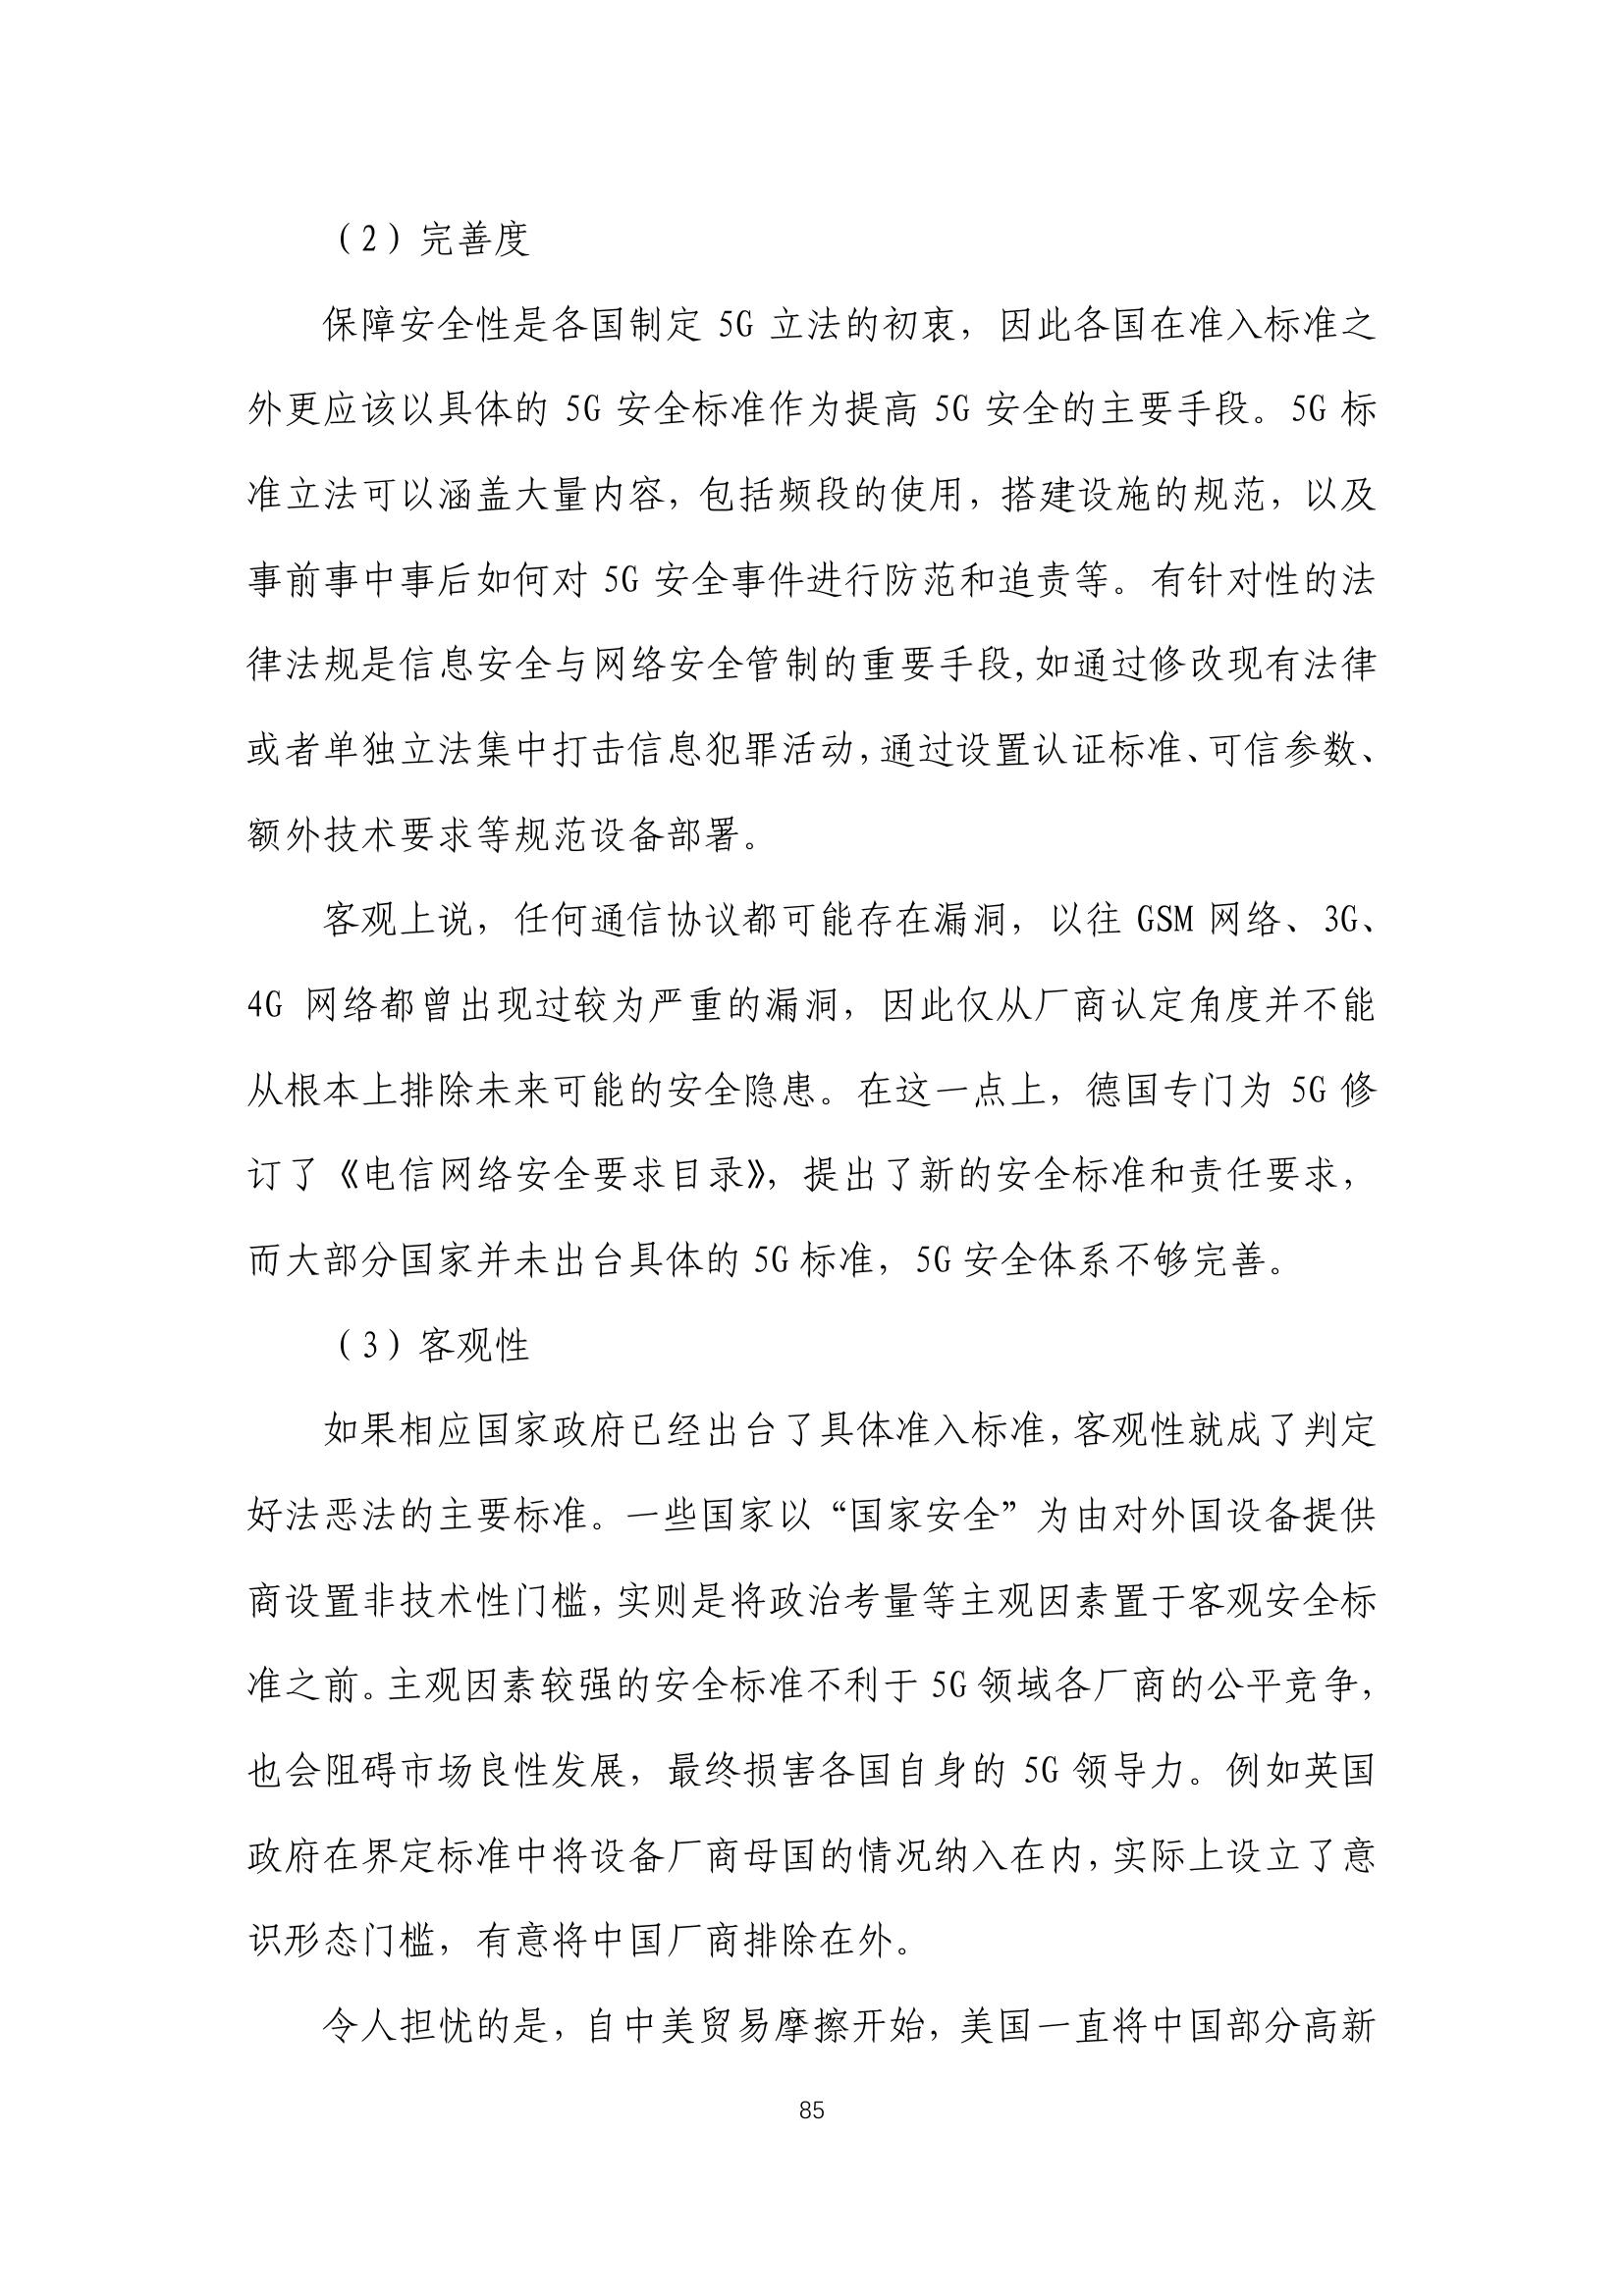 （2）完善度
保障安全性是各国制定 5G 立法的初衷，因此各国在准入标准之
外更应该以具体的 5G 安全标准作为提高 5G 安全的主要手段。5G 标
准立法可以涵盖大量内容，包括频段的使用，搭建设施的规范，以及
事前事中事后如何对 5G 安全事件进行防范和追责等。有针对性的法
律法规是信息安全与网络安全管制的重要手段，如通过修改现有法律
或者单独立法集中打击信息犯罪活动，通过设置认证标准、可信参数、
额外技术要求等规范设备部署。
客观上说，任何通信协议都可能存在漏洞，以往 GSM 网络、3G、
4G 网络都曾出现过较为严重的漏洞，因此仅从厂商认定角度并不能
从根本上排除未来可能的安全隐患。在这一点上，德国专门为 5G 修
订了《电信网络安全要求目录》，提出了新的安全标准和责任要求，
而大部分国家并未出台具体的 5G 标准，5G 安全体系不够完善。
（3）客观性
如果相应国家政府已经出台了具体准入标准，客观性就成了判定
好法恶法的主要标准。一些国家以“国家安全”为由对外国设备提供
商设置非技术性门槛，实则是将政治考量等主观因素置于客观安全标
准之前。主观因素较强的安全标准不利于 5G 领域各厂商的公平竞争，
也会阻碍市场良性发展，最终损害各国自身的 5G 领导力。例如英国
政府在界定标准中将设备厂商母国的情况纳入在内，实际上设立了意
识形态门槛，有意将中国厂商排除在外。
令人担忧的是，自中美贸易摩擦开始，美国一直将中国部分高新
85